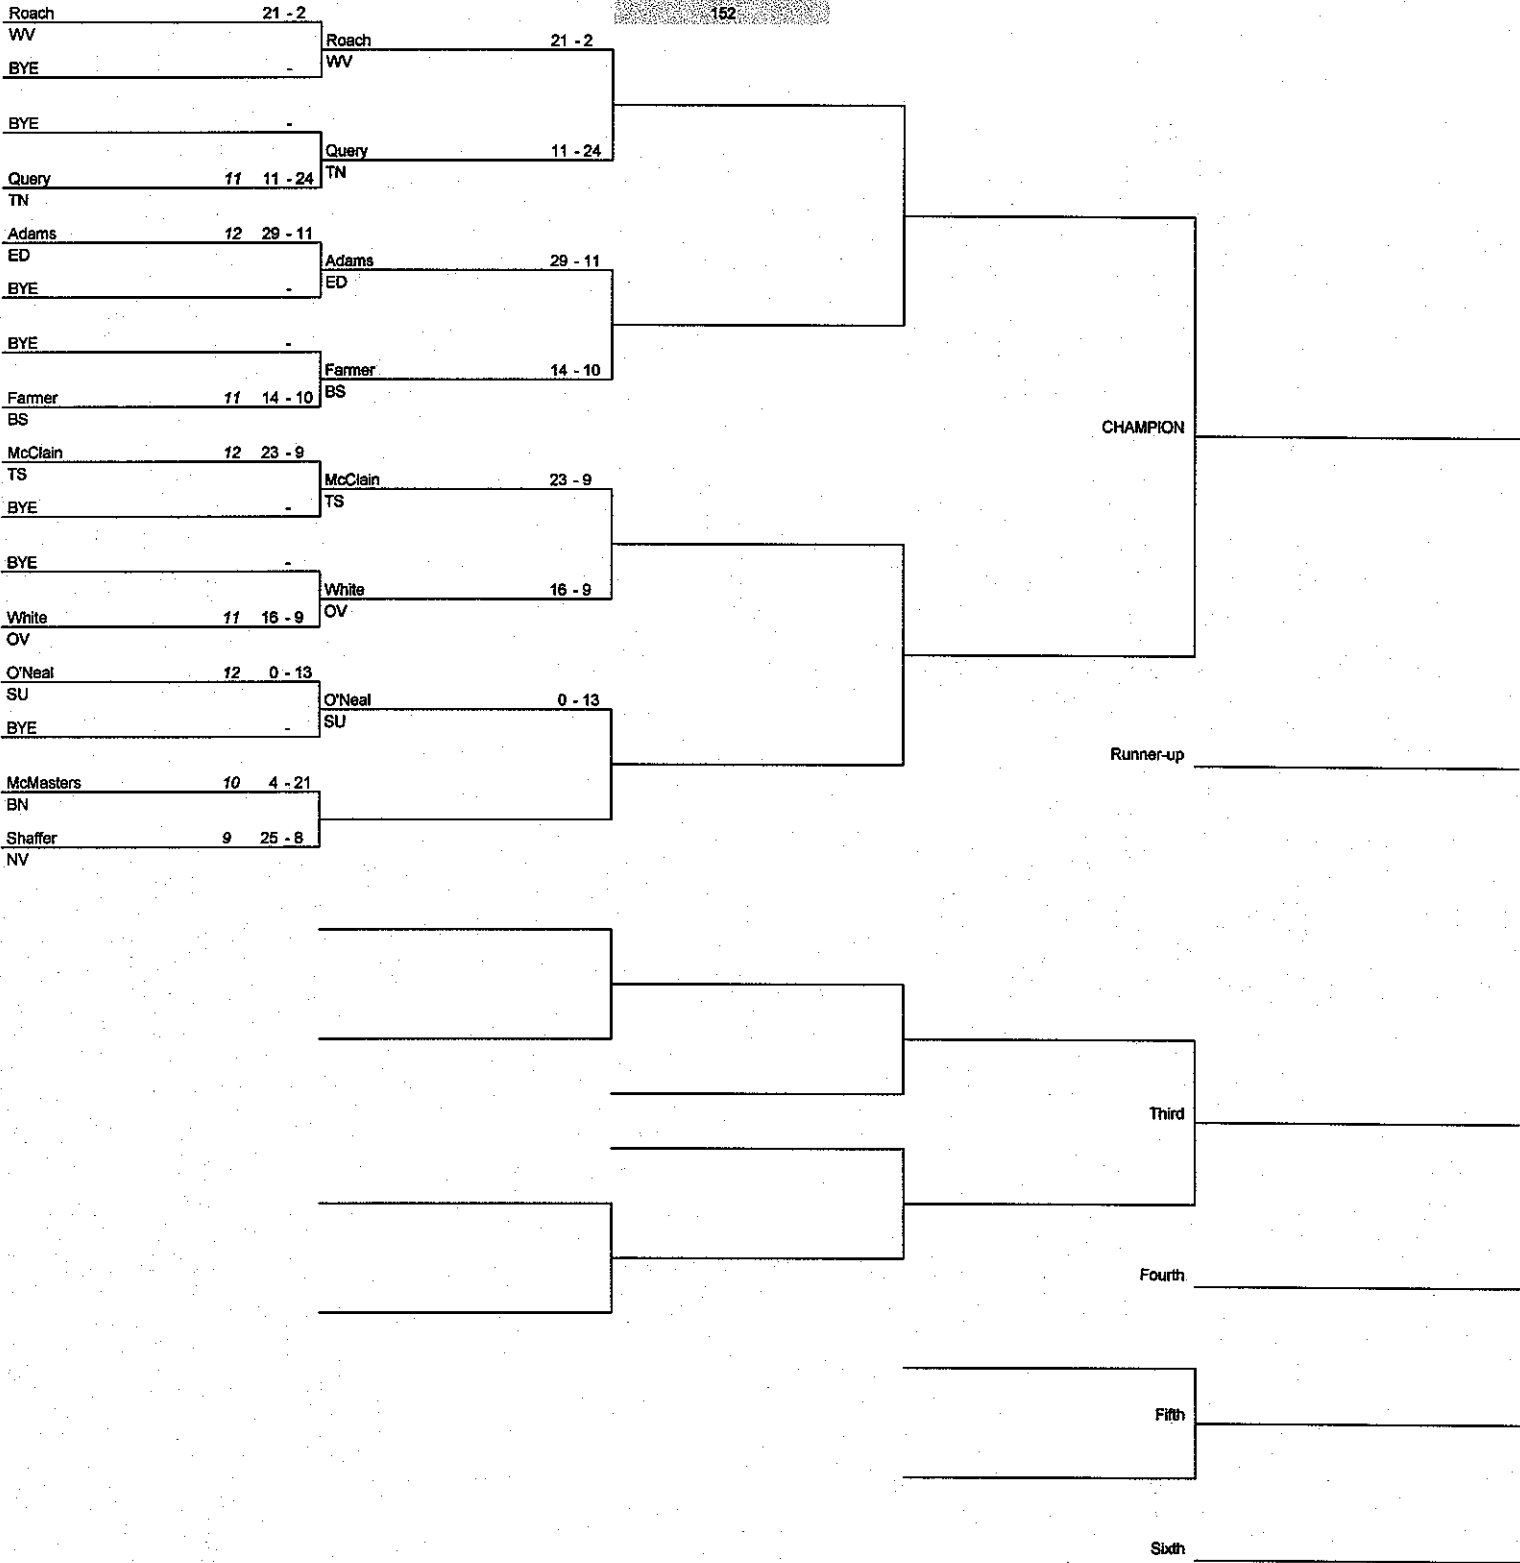 152
Roach 21 - 2
WV
BYE -
BYE -
Query 11 11 - 24
TN
Adams 12 29 - 11
ED
BYE -
BYE -
Farmer 11 14 - 10
BS
McClain 12 23 - 9
TS
BYE -
BYE -
White 11 16 - 9
OV
O'Neal 12 0 - 13
SU
BYE -
McMasters 10 4 - 21
BN
Shaffer 9 25 - 8
NV
Roach 21 - 2
WV
Query 11 - 24
TN
Adams 29 - 11
ED
Farmer 14 - 10
BS
McClain 23 - 9
TS
White 16 - 9
OV
O'Neal 0 - 13
SU
CHAMPION
Runner-up
Third
Fourth
Fifth
Sixth